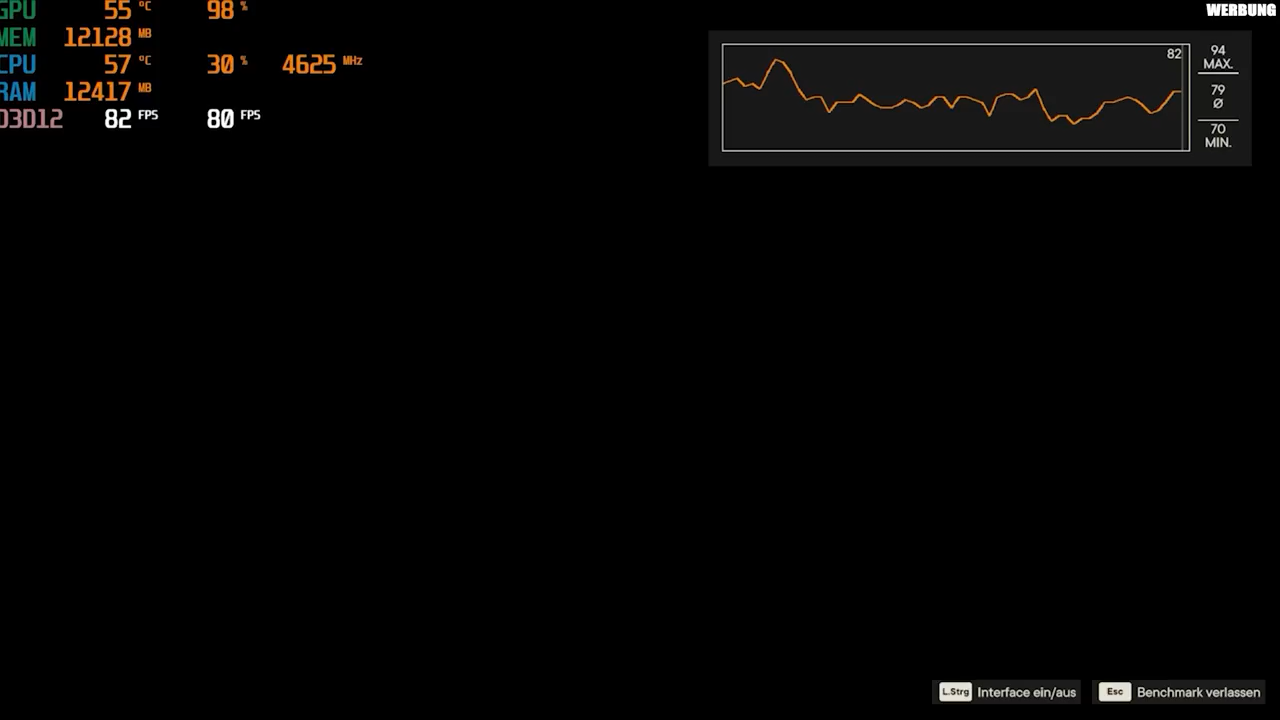 GPU 55 °C 98 %
MEM 12128 MB
CPU 57 °C 30 % 4625 MHz
RAM 12417 MB
D3D12 82 FPS 80 FPS
WERBUNG
82
94
MAX.
79
Ø
70
MIN.
L.Strg Interface ein/aus
Esc Benchmark verlassen